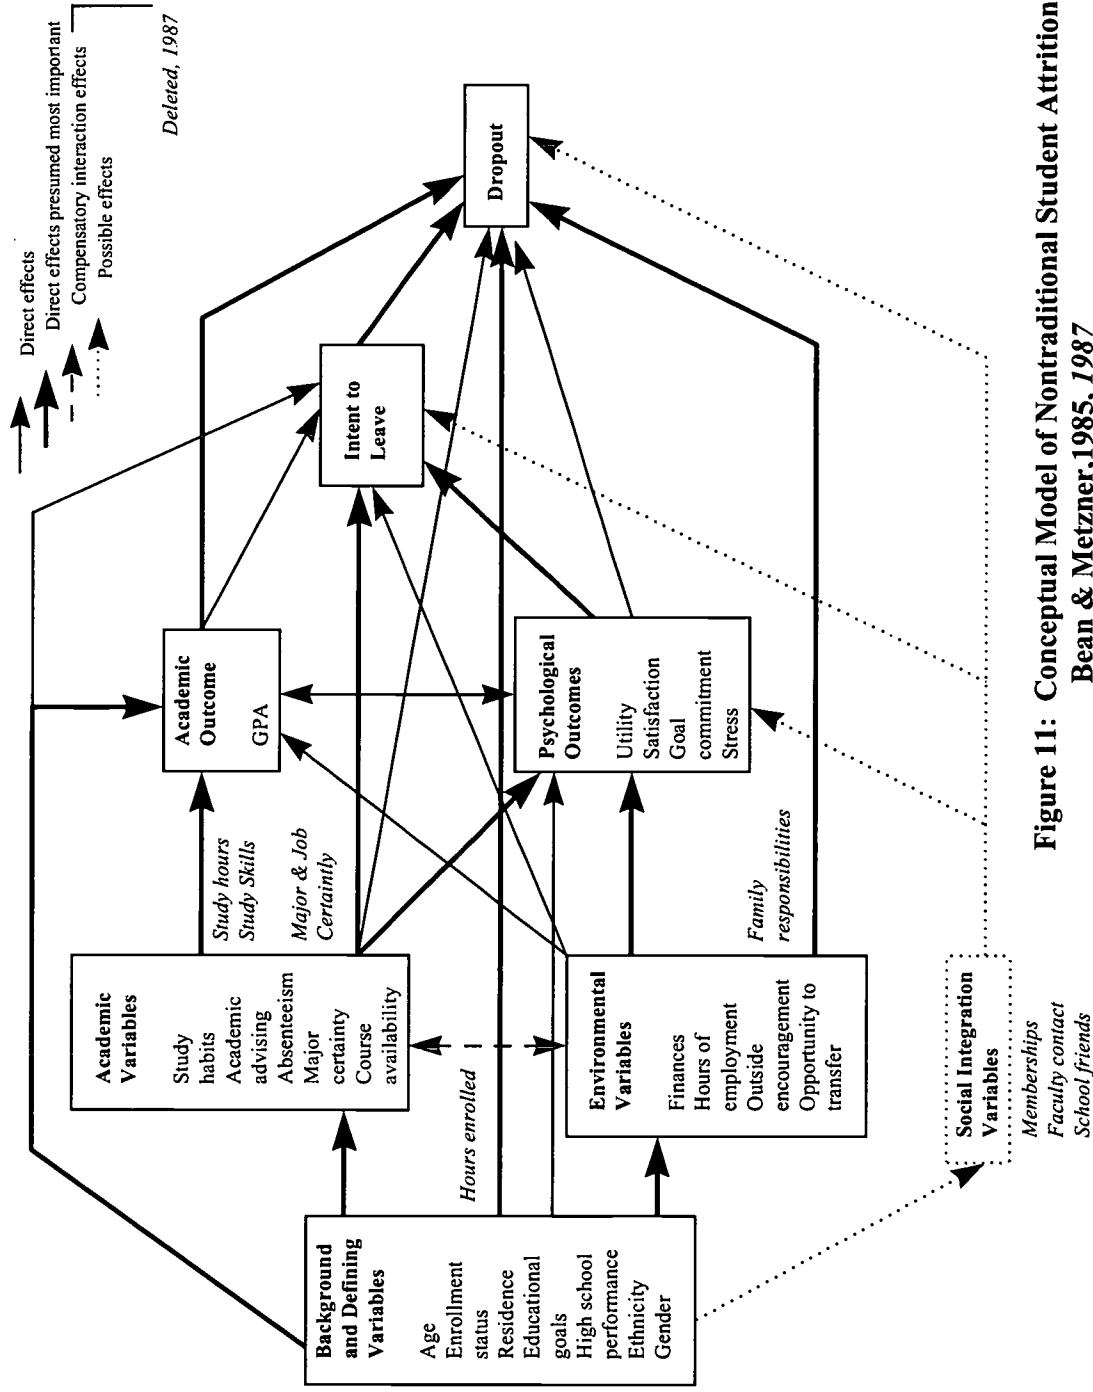 Direct effects
Direct effects presumed most important
Compensatory interaction effects
Possible effects
Deleted, 1987
Background
and Defining
Variables
Age
Enrollment
status
Residence
Educational
goals
High school
performance
Ethnicity
Gender
Academic
Variables
Study
habits
Academic
advising
Absenteeism
Major
certainty
Course
availability
Hours enrolled
Environmental
Variables
Finances
Hours of
employment
Outside
encouragement
Opportunity to
transfer
Social Integration
Variables
Memberships
Faculty contact
School friends
Study hours
Study Skills
Major & Job
Certaintly
Family
responsibilities
Academic
Outcome
GPA
Psychological
Outcomes
Utility
Satisfaction
Goal
commitment
Stress
Intent to
Leave
Dropout
Figure 11: Conceptual Model of Nontraditional Student Attrition
Bean & Metzner.1985, 1987